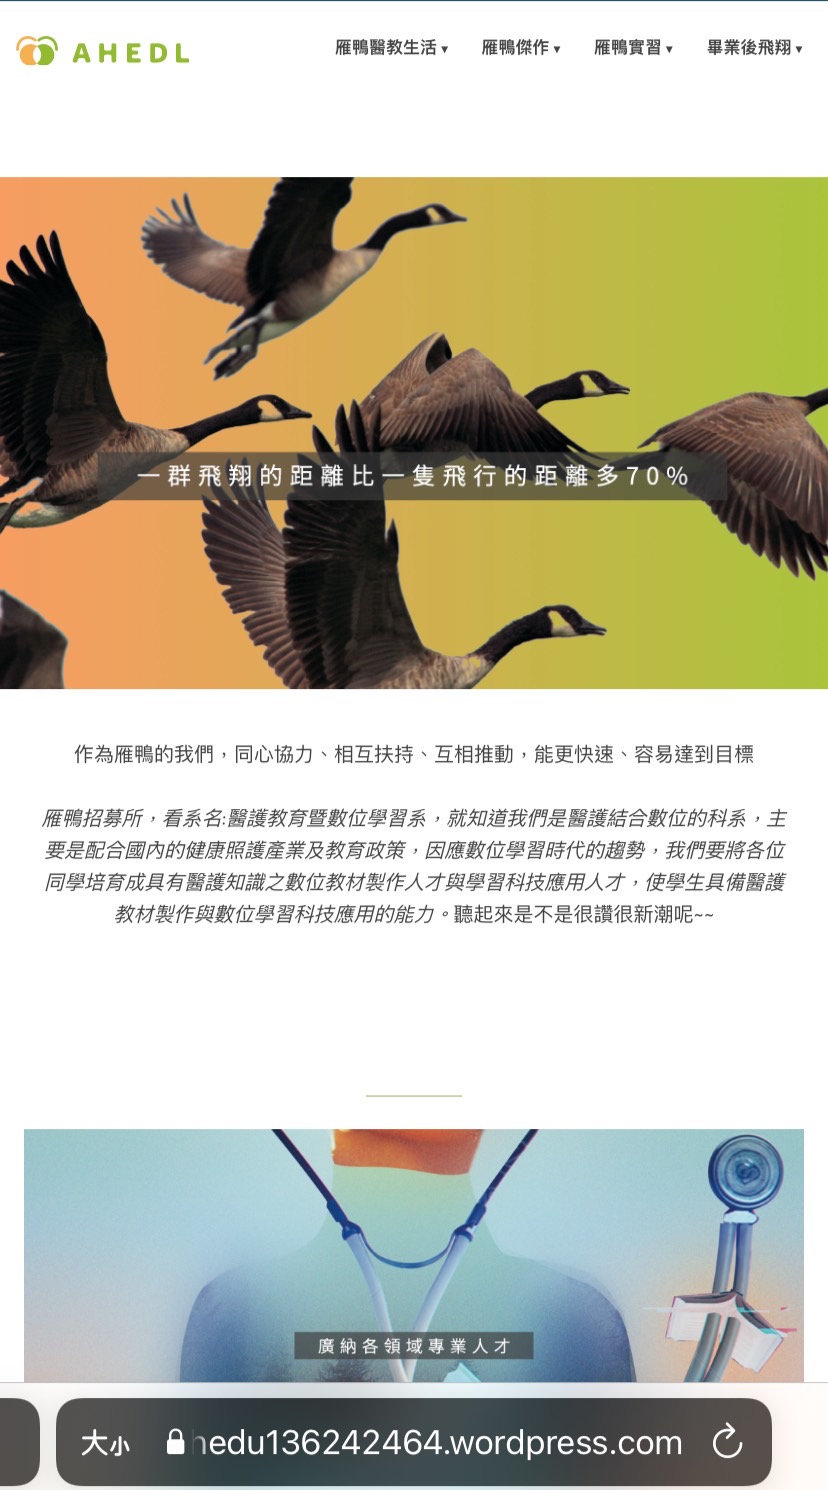 AHEDL
雁鴨醫教生活 ▾ 雁鴨傑作 ▾ 雁鴨實習 ▾ 畢業後飛翔 ▾
一群飛翔的距離比一隻飛行的距離多70%
作為雁鴨的我們，同心協力、相互扶持、互相推動，能更快速、容易達到目標
雁鴨招募所，看系名:醫護教育暨數位學習系，就知道我們是醫護結合數位的科系，主
要是配合國內的健康照護產業及教育政策，因應數位學習時代的趨勢，我們要將各位
同學培育成具有醫護知識之數位教材製作人才與學習科技應用人才，使學生具備醫護
教材製作與數位學習科技應用的能力。聽起來是不是很讚很新潮呢~~
廣納各領域專業人才
大小 hedu136242464.wordpress.com